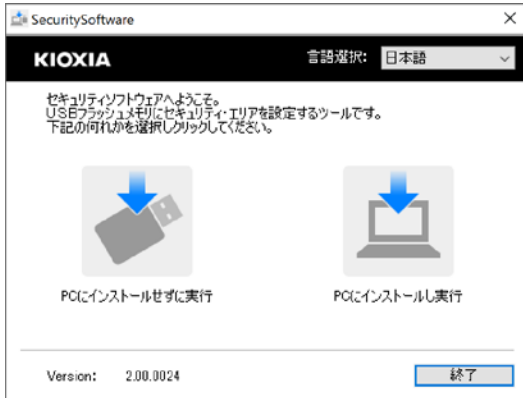 SecuritySoftware
KIOXIA 言語選択: 日本語
セキュリティソフトウェアへようこそ。
USBフラッシュメモリにセキュリティ・エリアを設定するツールです。
下記の何れかを選択しクリックしてください。
PCにインストールせずに実行 PCにインストールし実行
Version: 2.00.0024 終了